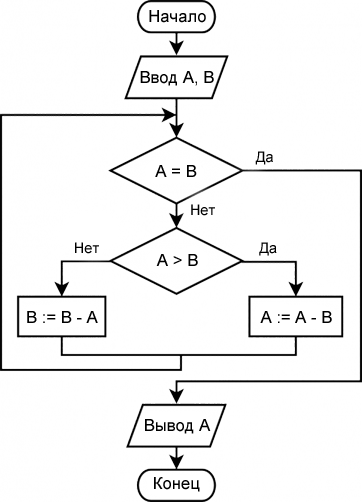 Начало
Ввод А, В
А = В
Да
Нет
А > В
Нет
Да
В := В - А
А := А - В
Вывод А
Конец